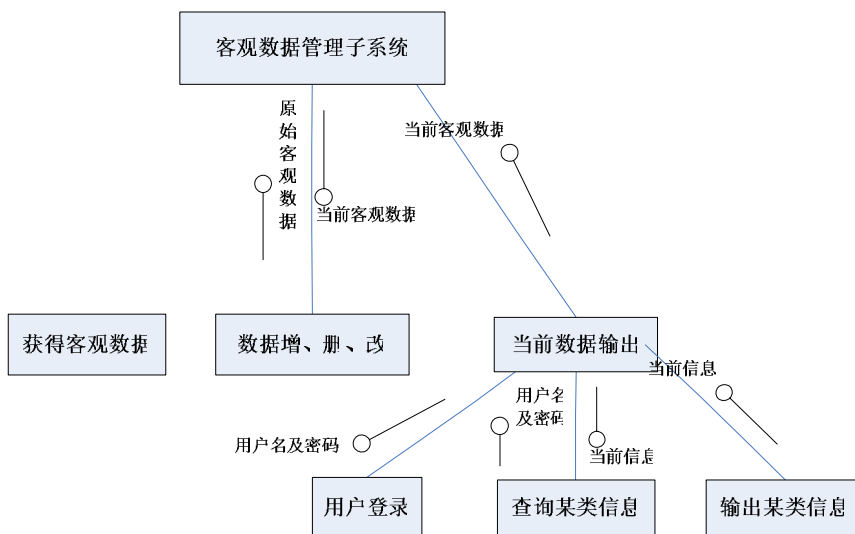 客观数据管理子系统
原始客观数据
当前客观数据
当前客观数据
获得客观数据
数据增、删、改
当前数据输出
当前信息
用户名及密码
用户名
及密码
当前信息
用户登录
查询某类信息
输出某类信息